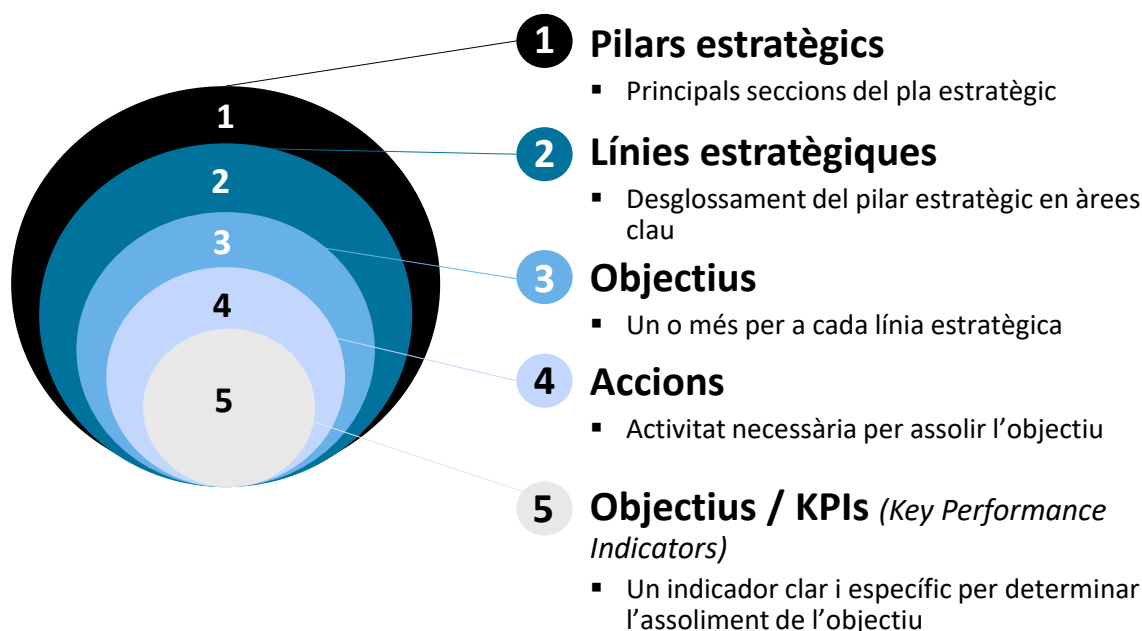 1 Pilars estratègics
▪ Principals seccions del pla estratègic
1
2 Línies estratègiques
2
▪ Desglossament del pilar estratègic en àrees
clau
3
3 Objectius
4
▪ Un o més per a cada línia estratègica
4 Accions
5
▪ Activitat necessària per assolir l’objectiu
5 Objectius / KPIs (Key Performance
Indicators)
▪ Un indicador clar i específic per determinar
l’assoliment de l’objectiu